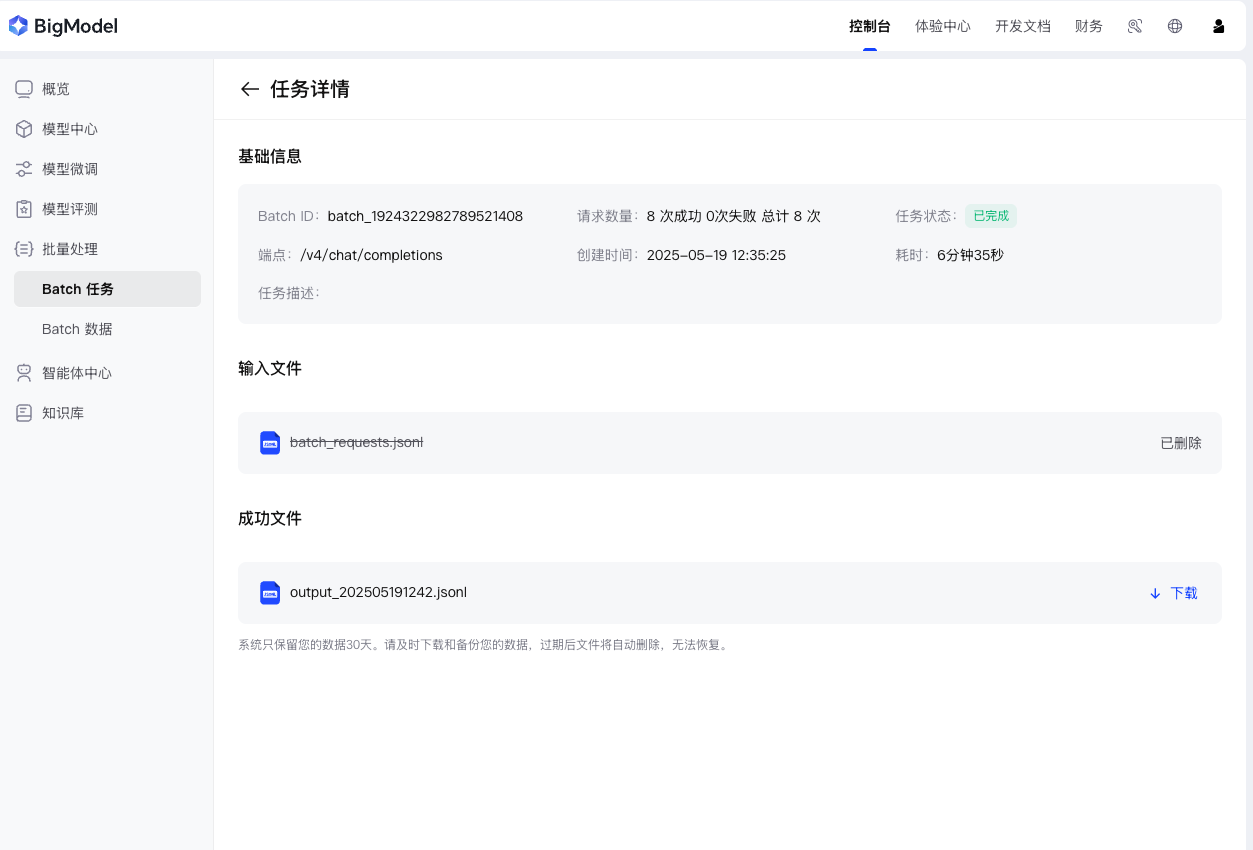 BigModel
控制台 体验中心 开发文档 财务
概览
模型中心
模型微调
模型评测
批量处理
Batch 任务
Batch 数据
智能体中心
知识库
任务详情
基础信息
Batch ID: batch_1924322982789521408 请求数量: 8 次成功 0次失败 总计 8 次 任务状态: 已完成
端点: /v4/chat/completions 创建时间: 2025-05-19 12:35:25 耗时: 6分钟35秒
任务描述:
输入文件
JSONL batch_requests.jsonl 已删除
成功文件
JSONL output_202505191242.jsonl 下载
系统只保留您的数据30天。请及时下载和备份您的数据，过期后文件将自动删除，无法恢复。